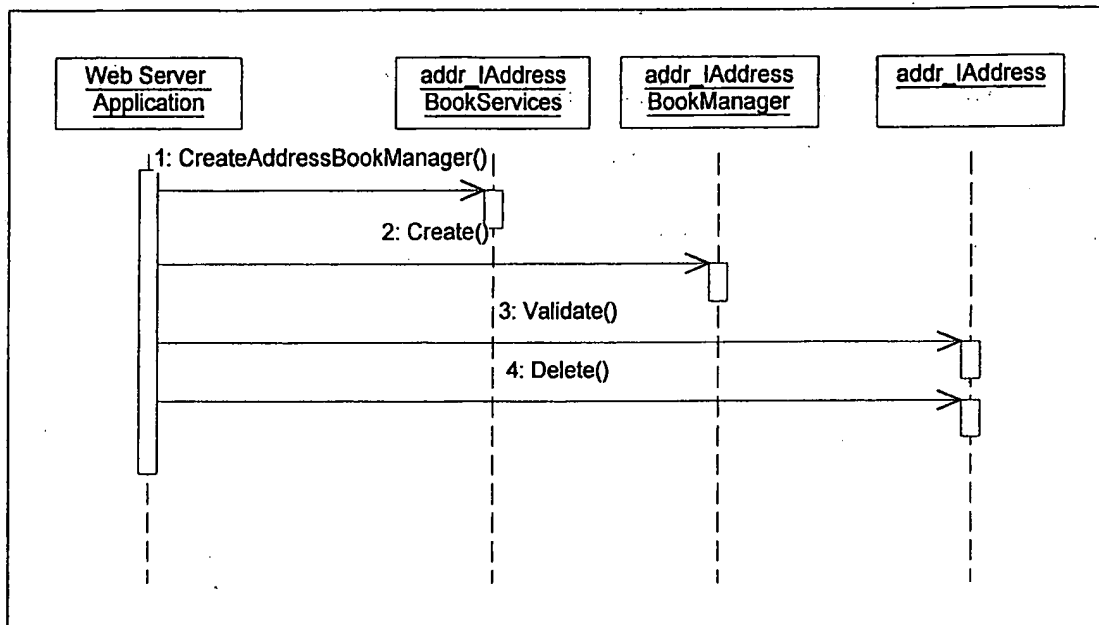 Web Server
Application
addr_IAddress
BookServices
addr_IAddress
BookManager
addr_IAddress
1: CreateAddressBookManager()
2: Create()
3: Validate()
4: Delete()